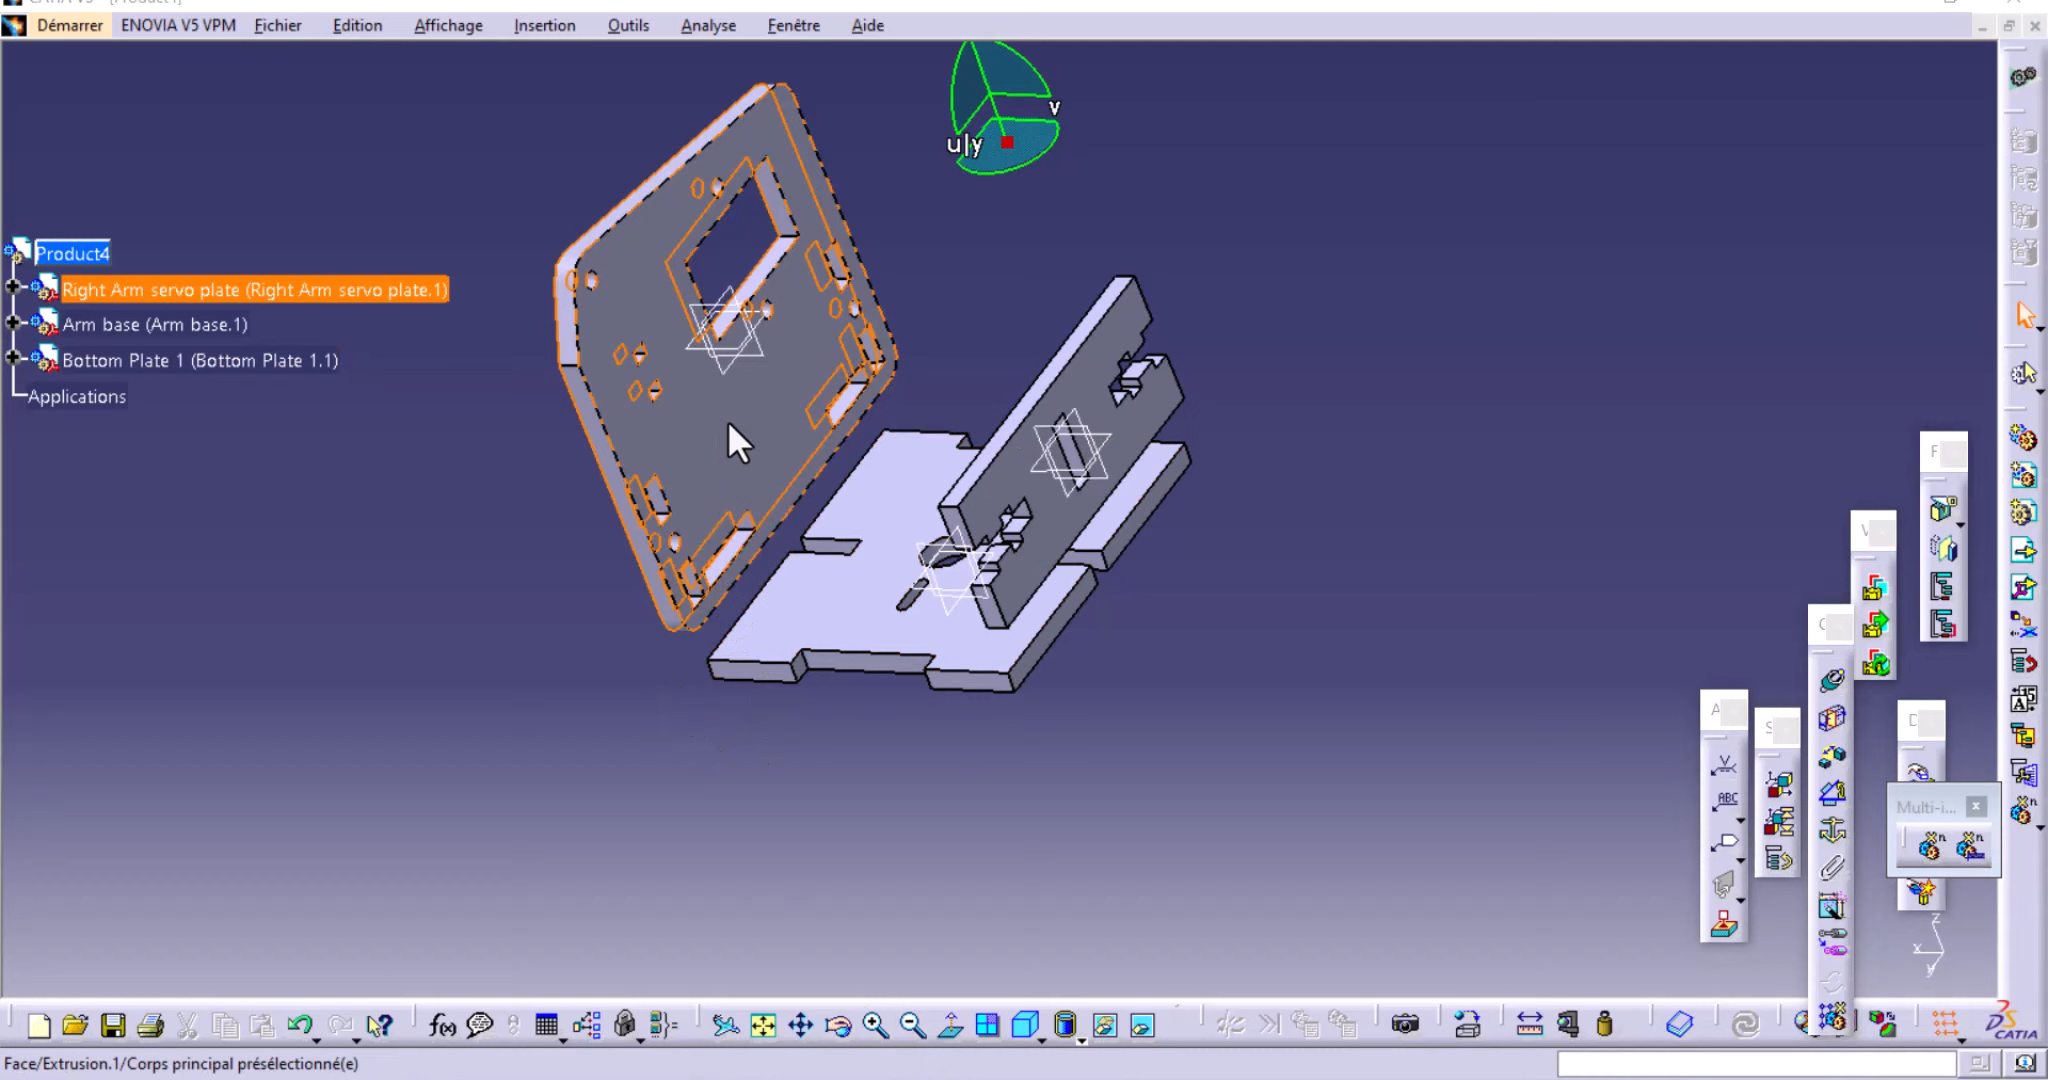 Démarrer ENOVIA V5 VPM Fichier Edition Affichage Insertion Outils Analyse Fenêtre Aide
v
u|y
Product4
Right Arm servo plate (Right Arm servo plate.1)
Arm base (Arm base.1)
Bottom Plate 1 (Bottom Plate 1.1)
Applications
F
V
C
A
S
D
Multi-i...
ABC
z
x
y
f(x)
CATIA
Face/Extrusion.1/Corps principal présélectionné(e)